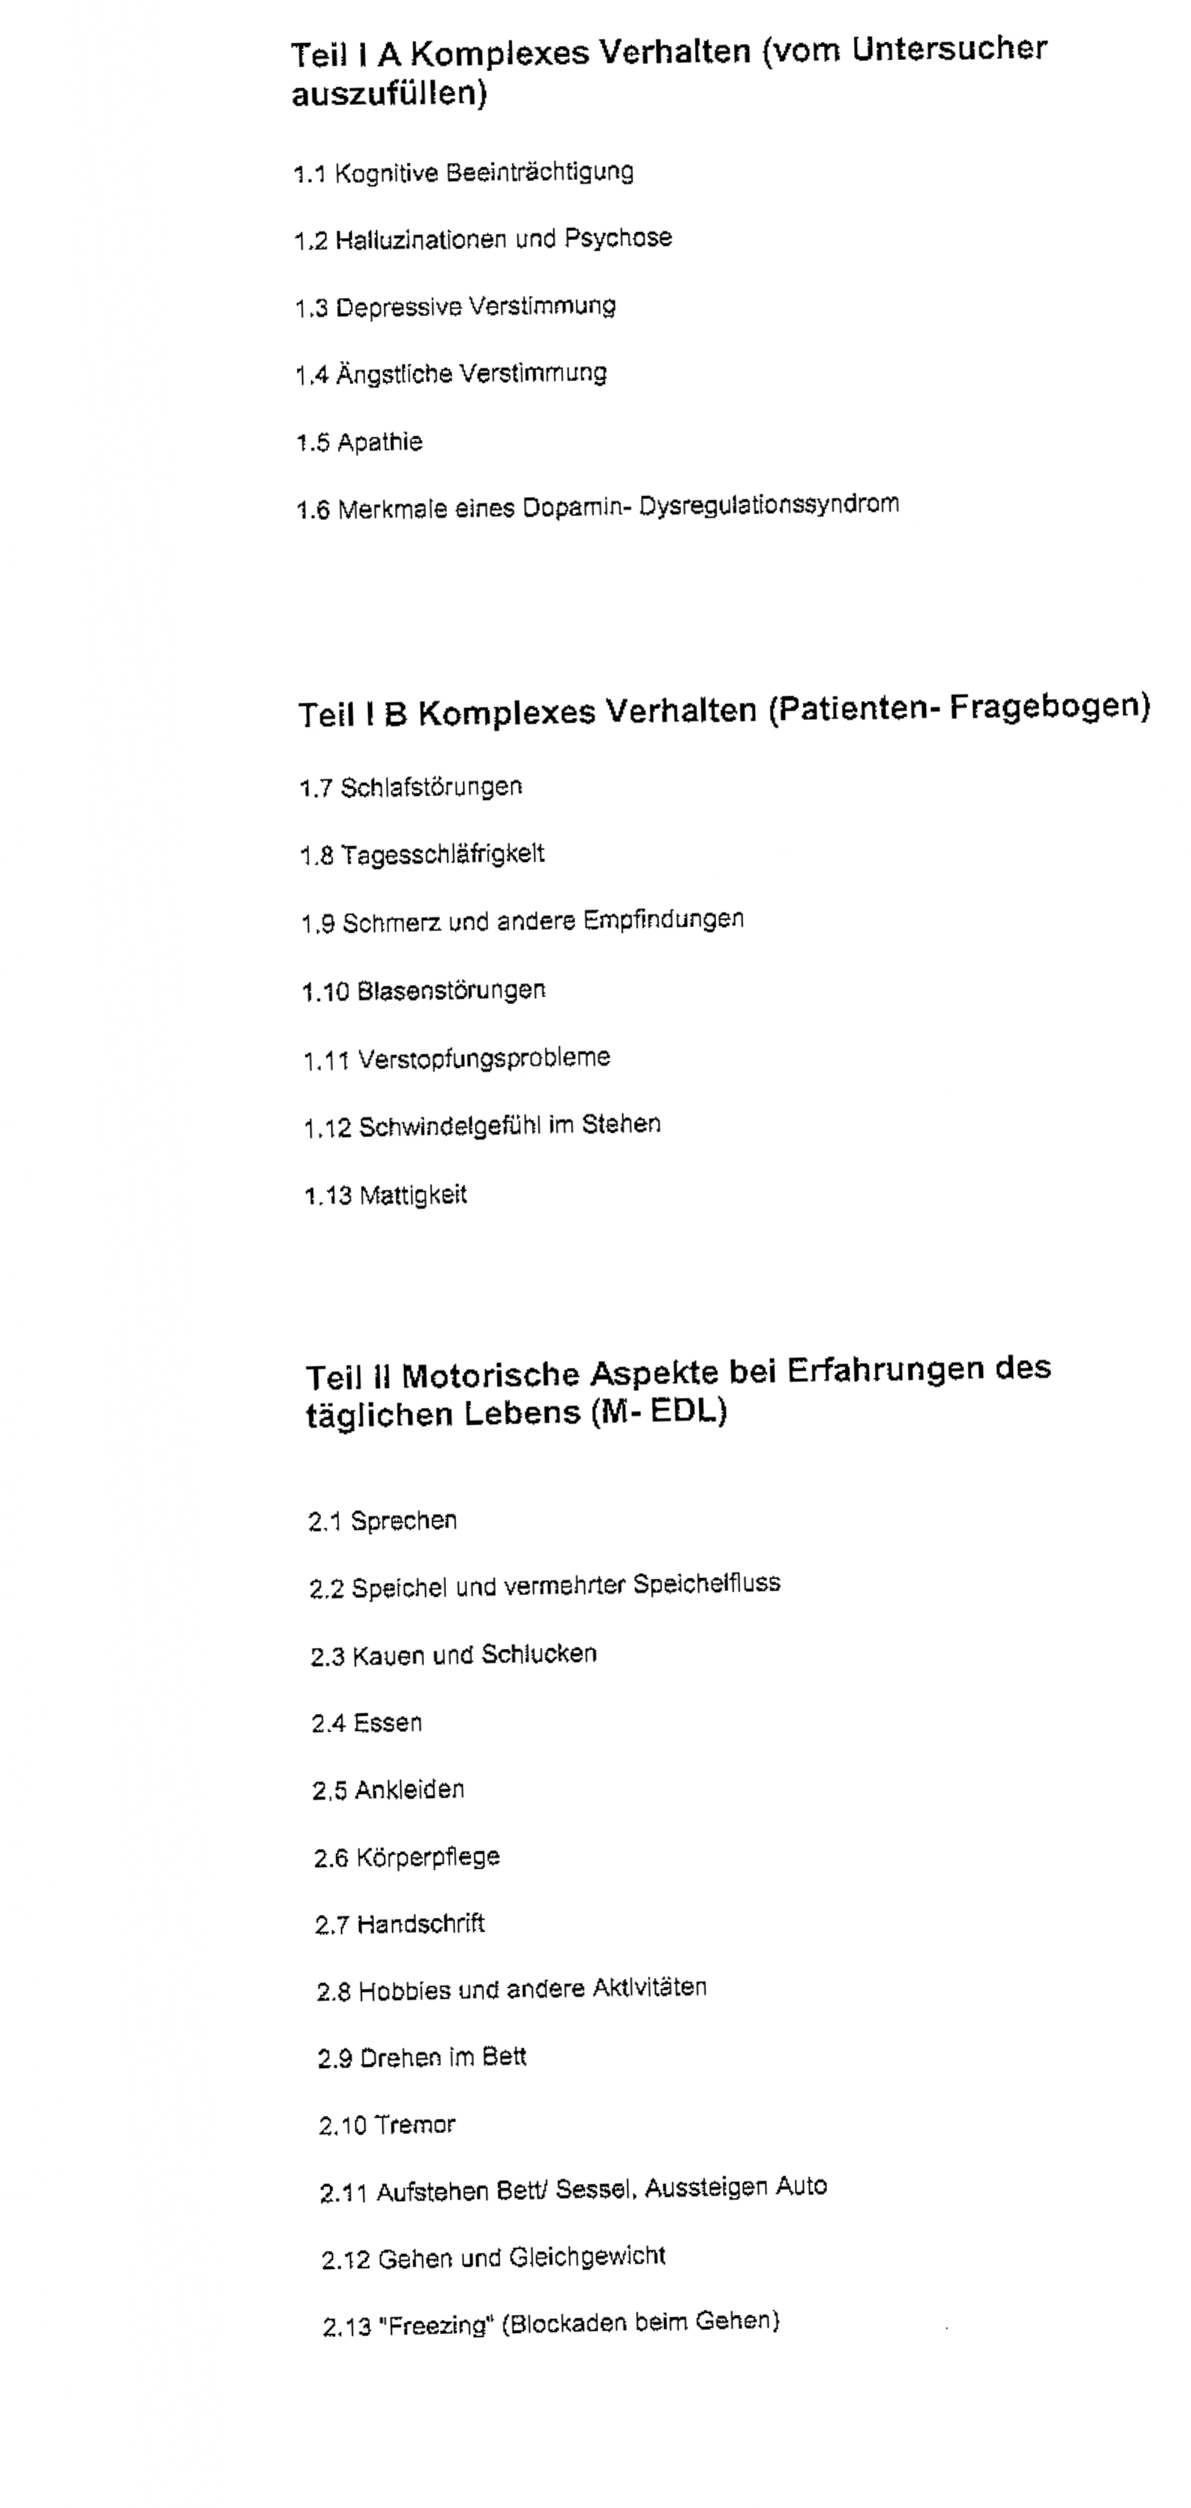 Teil I A Komplexes Verhalten (vom Untersucher
auszufüllen)
1.1 Kognitive Beeinträchtigung
1.2 Halluzinationen und Psychose
1.3 Depressive Verstimmung
1.4 Ängstliche Verstimmung
1.5 Apathie
1.6 Merkmale eines Dopamin- Dysregulationssyndrom
Teil I B Komplexes Verhalten (Patienten- Fragebogen)
1.7 Schlafstörungen
1.8 Tagesschläfrigkeit
1.9 Schmerz und andere Empfindungen
1.10 Blasenstörungen
1.11 Verstopfungsprobleme
1.12 Schwindelgefühl im Stehen
1.13 Mattigkeit
Teil II Motorische Aspekte bei Erfahrungen des
täglichen Lebens (M- EDL)
2.1 Sprechen
2.2 Speichel und vermehrter Speichelfluss
2.3 Kauen und Schlucken
2.4 Essen
2.5 Ankleiden
2.6 Körperpflege
2.7 Handschrift
2.8 Hobbies und andere Aktivitäten
2.9 Drehen im Bett
2.10 Tremor
2.11 Aufstehen Bett/ Sessel, Aussteigen Auto
2.12 Gehen und Gleichgewicht
2.13 "Freezing" (Blockaden beim Gehen)